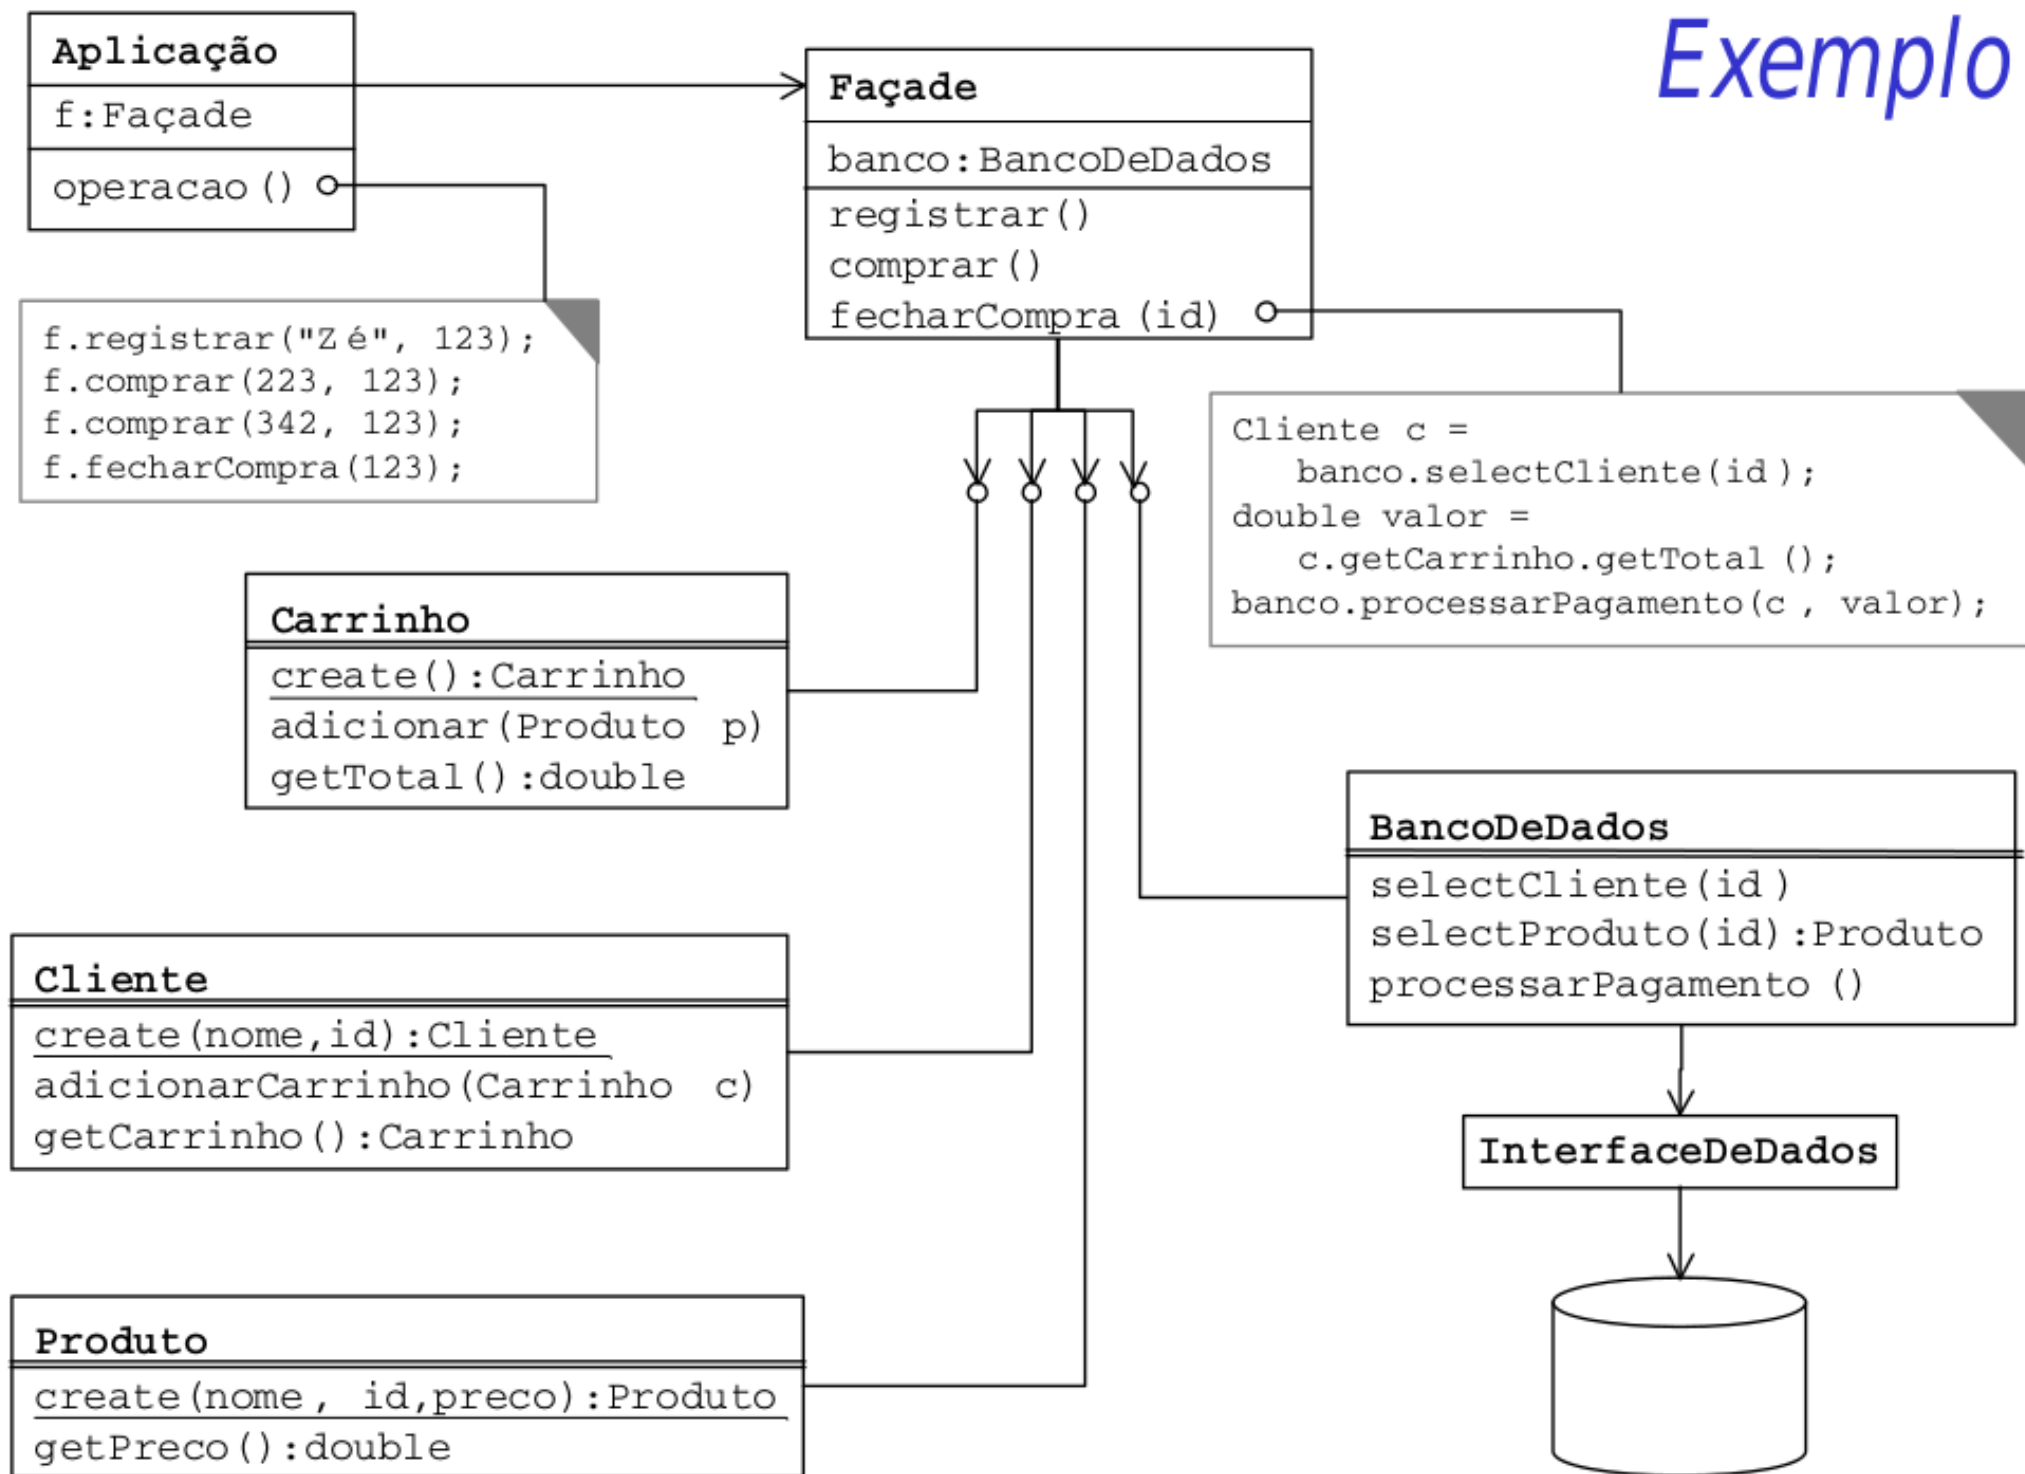 Exemplo
Aplicação
f:Façade
operacao()
Façade
banco:BancoDeDados
registrar()
comprar()
fecharCompra(id)
f.registrar("Zé", 123);
f.comprar(223, 123);
f.comprar(342, 123);
f.fecharCompra(123);
Cliente c =
banco.selectCliente(id);
double valor =
c.getCarrinho.getTotal();
banco.processarPagamento(c, valor);
Carrinho
create():Carrinho
adicionar(Produto p)
getTotal():double
BancoDeDados
selectCliente(id)
selectProduto(id):Produto
processarPagamento()
Cliente
create(nome,id):Cliente
adicionarCarrinho(Carrinho c)
getCarrinho():Carrinho
InterfaceDeDados
Produto
create(nome, id,preco):Produto
getPreco():double